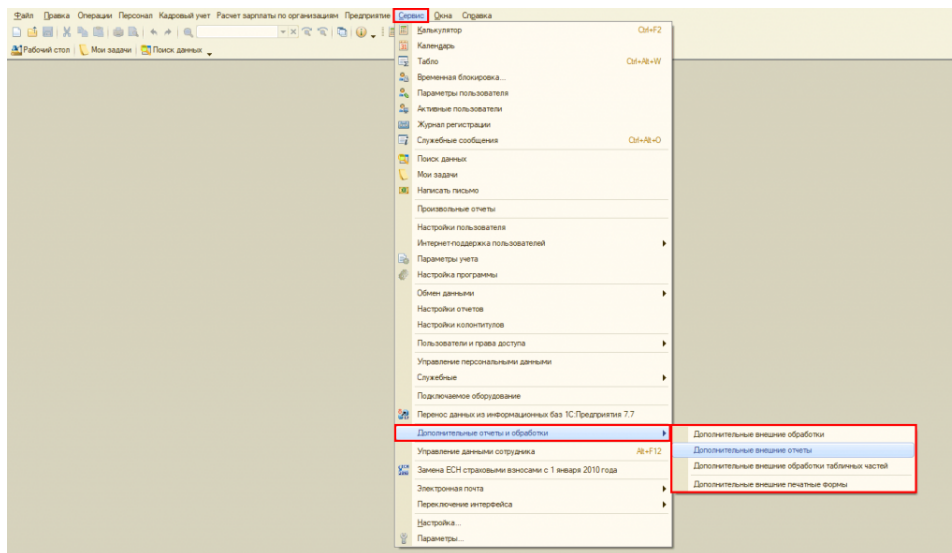 Файл Правка Операции Персонал Кадровый учет Расчет зарплаты по организациям Предприятие Сервис Окна Справка
Рабочий стол Мои задачи Поиск данных
Калькулятор Ctrl+F2
Календарь
Табло Ctrl+Alt+W
Временная блокировка...
Параметры пользователя
Активные пользователи
Журнал регистрации
Служебные сообщения Ctrl+Alt+O
Поиск данных
Мои задачи
Написать письмо
Произвольные отчеты
Настройки пользователя
Интернет-поддержка пользователей
Параметры учета
Настройка программы
Обмен данными
Настройки отчетов
Настройки колонтитулов
Пользователи и права доступа
Управление персональными данными
Служебные
Подключаемое оборудование
Перенос данных из информационных баз 1С:Предприятия 7.7
Дополнительные отчеты и обработки
Управление данными сотрудника Alt+F12
Замена ЕСН страховыми взносами с 1 января 2010 года
Электронная почта
Переключение интерфейса
Настройка...
Параметры...
Дополнительные внешние обработки
Дополнительные внешние отчеты
Дополнительные внешние обработки табличных частей
Дополнительные внешние печатные формы